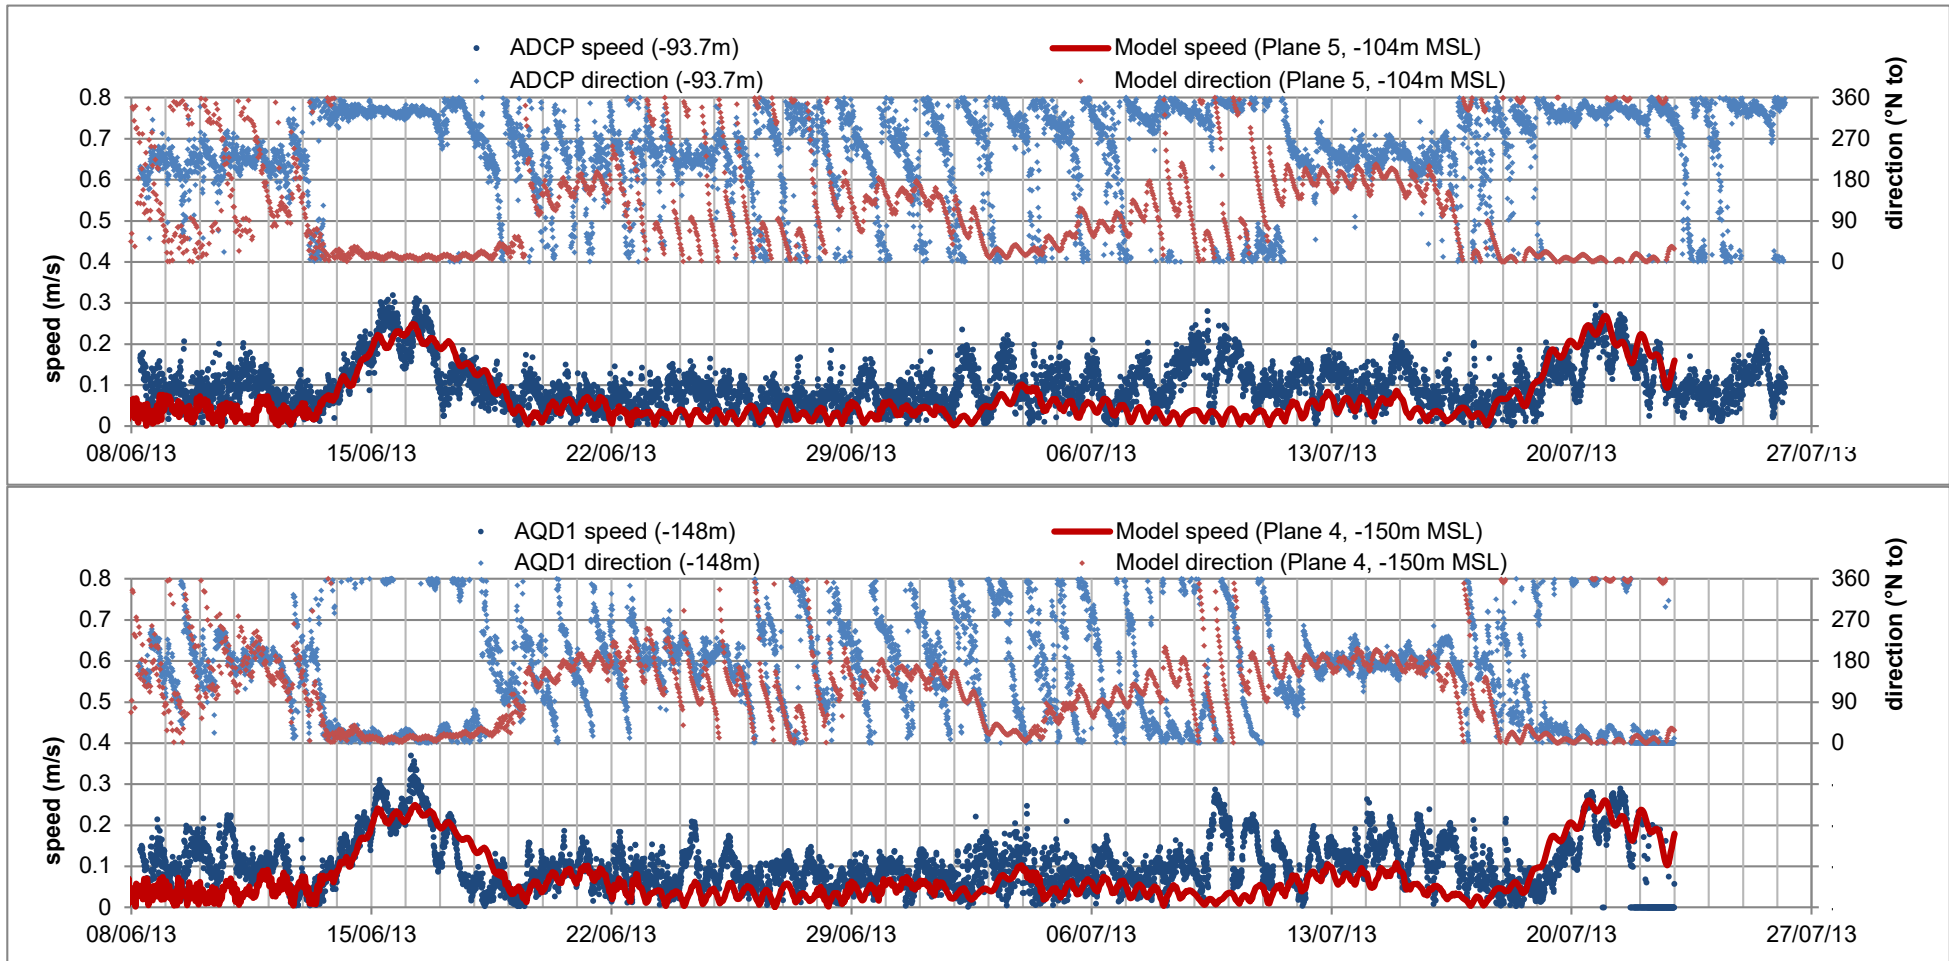 ADCP speed (-93.7m) Model speed (Plane 5, -104m MSL)
ADCP direction (-93.7m) Model direction (Plane 5, -104m MSL)
0.8 360
0.7 270
0.6 180
0.5 90
0.4 0
0.3
0.2
0.1
0
speed (m/s)
direction (°N to)
08/06/13 15/06/13 22/06/13 29/06/13 06/07/13 13/07/13 20/07/13 27/07/13
AQD1 speed (-148m) Model speed (Plane 4, -150m MSL)
AQD1 direction (-148m) Model direction (Plane 4, -150m MSL)
0.8 360
0.7 270
0.6 180
0.5 90
0.4 0
0.3
0.2
0.1
0
speed (m/s)
direction (°N to)
08/06/13 15/06/13 22/06/13 29/06/13 06/07/13 13/07/13 20/07/13 27/07/13